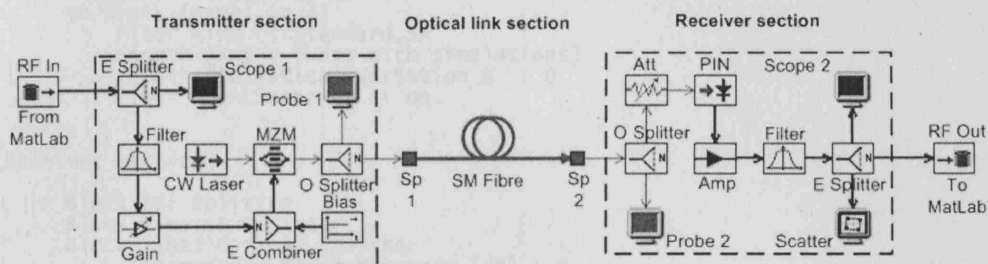 Transmitter section
Optical link section
Receiver section
RF In
E Splitter
Scope 1
Probe 1
From
MatLab
Filter
MZM
CW Laser
O Splitter
Bias
Gain
E Combiner
Sp
1
SM Fibre
Sp
2
Att
PIN
Scope 2
O Splitter
Amp
Filter
E Splitter
RF Out
To
MatLab
Probe 2
Scatter
N
N
N
N
N